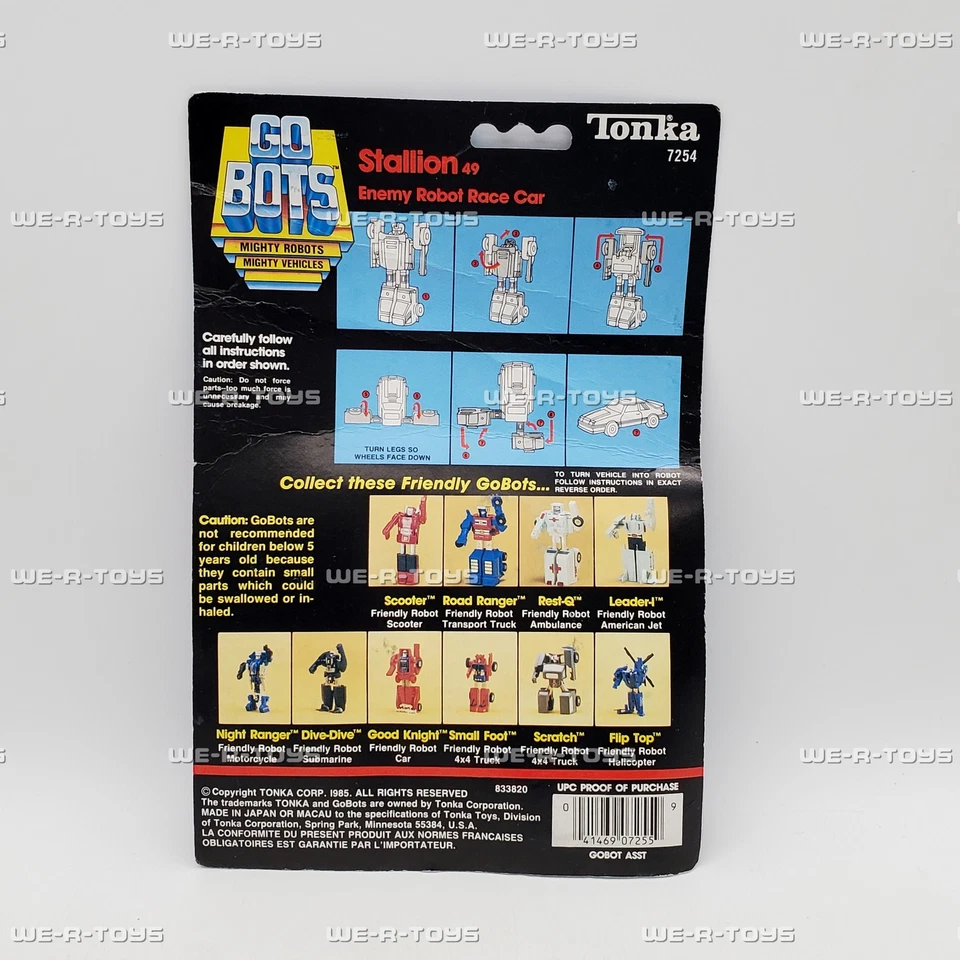 WE-R-TOYS WE-R-TOYS WE-R-TOYS
GO
BOTS™
MIGHTY ROBOTS
MIGHTY VEHICLES
Tonka®
7254
Stallion 49
Enemy Robot Race Car
WE-R-TOYS WE-R-TOYS WE-R-TOYS
Carefully follow
all instructions
in order shown.
Caution: Do not force
parts—too much force is
unnecessary and may
cause breakage.
WE-R-TOYS WE-R-TOYS WE-R-TOYS
TURN LEGS SO
WHEELS FACE DOWN
TO TURN VEHICLE INTO ROBOT
FOLLOW INSTRUCTIONS IN EXACT
REVERSE ORDER.
Collect these Friendly GoBots...
Caution: GoBots are
not recommended
for children below 5
years old because
they contain small
parts which could
be swallowed or in-
haled.
WE-R-TOYS WE-R-TOYS WE-R-TOYS
Scooter™
Friendly Robot
Scooter
Road Ranger™
Friendly Robot
Transport Truck
Rest-Q™
Friendly Robot
Ambulance
Leader-1™
Friendly Robot
American Jet
Night Ranger™
Friendly Robot
Motorcycle
Dive-Dive™
Friendly Robot
Submarine
Good Knight™
Friendly Robot
Car
Small Foot™
Friendly Robot
4x4 Truck
Scratch™
Friendly Robot
4x4 Truck
Flip Top™
Friendly Robot
Helicopter
WE-R-TOYS WE-R-TOYS WE-R-TOYS
© Copyright TONKA CORP. 1985. ALL RIGHTS RESERVED 833820
The trademarks TONKA and GoBots are owned by Tonka Corporation.
MADE IN JAPAN OR MACAU to the specifications of Tonka Toys, Division
of Tonka Corporation, Spring Park, Minnesota 55384, U.S.A.
LA CONFORMITE DU PRESENT PRODUIT AUX NORMES FRANCAISES
OBLIGATOIRES EST GARANTIE PAR L'IMPORTATEUR.
UPC PROOF OF PURCHASE
0 41469 07255 9
GOBOT ASST
WE-R-TOYS WE-R-TOYS WE-R-TOYS